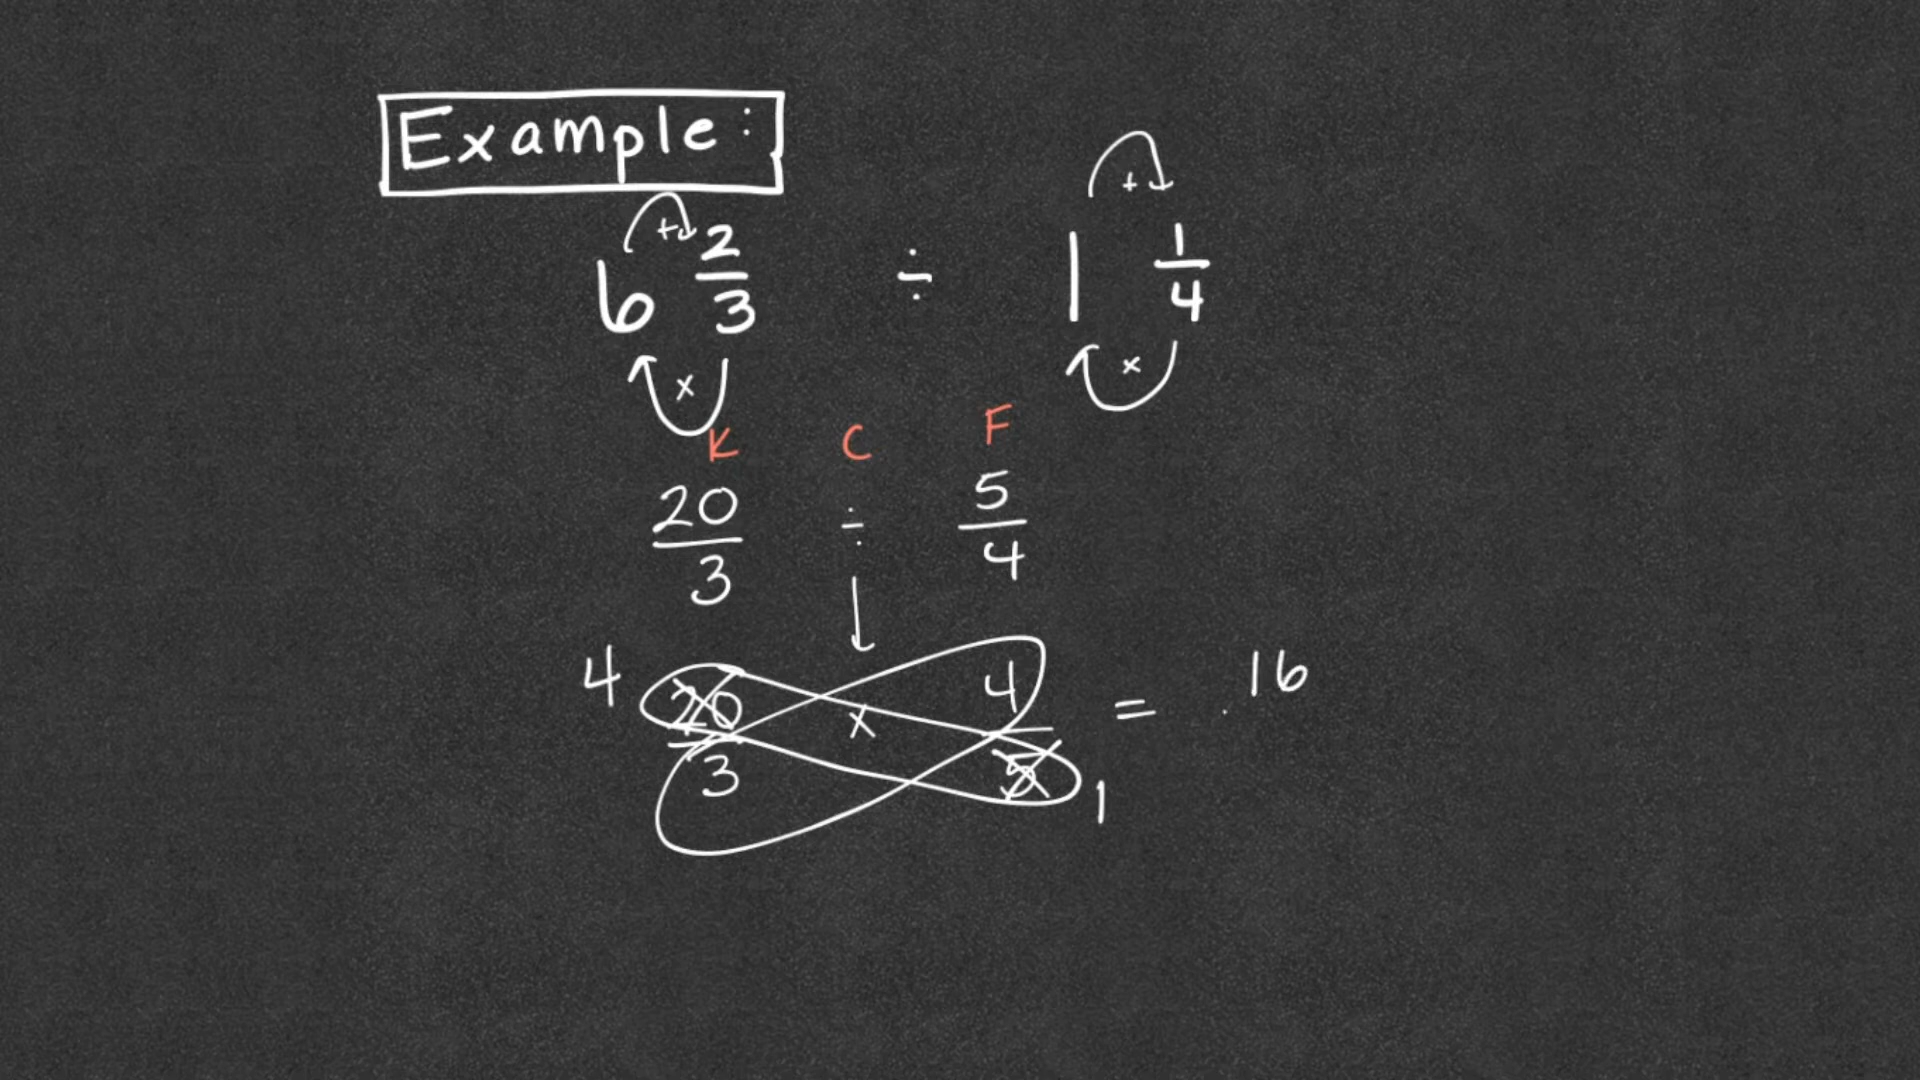 Example:
+ +
6 2/3 ÷ 1 1/4
x x
K C F
20/3 ÷ 5/4
4 20/3 x 4/5 1 = 16